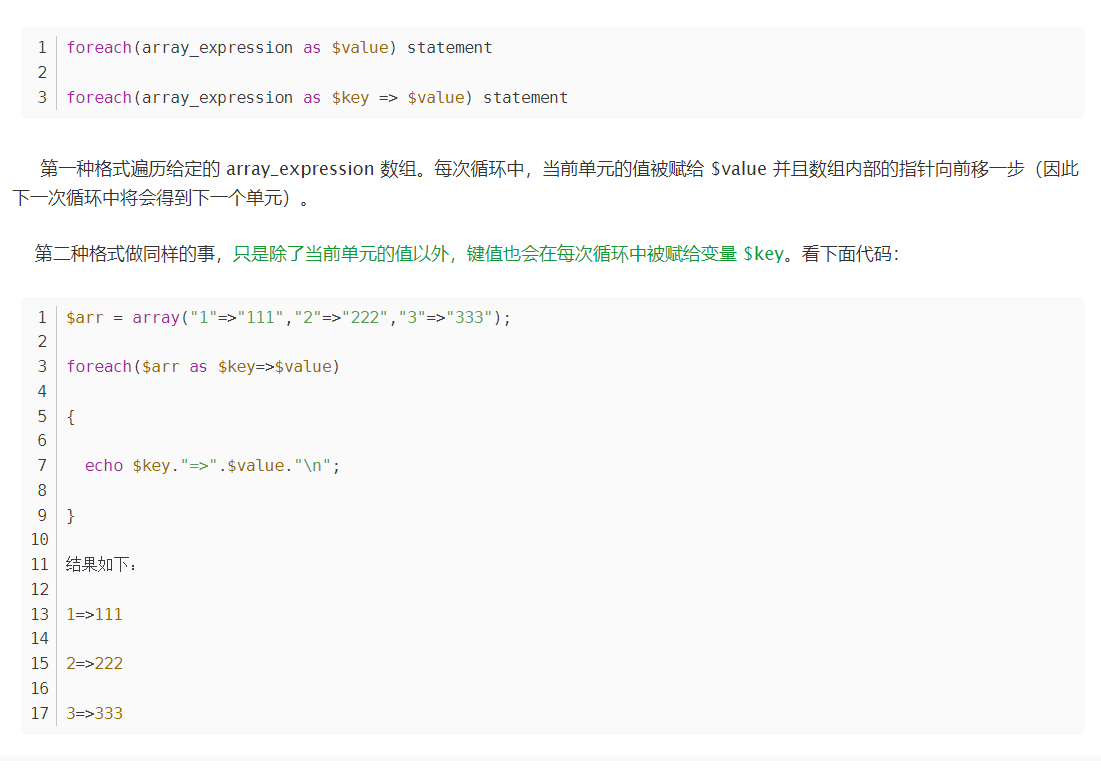 1 foreach(array_expression as $value) statement
2
3 foreach(array_expression as $key => $value) statement
第一种格式遍历给定的 array_expression 数组。每次循环中，当前单元的值被赋给 $value 并且数组内部的指针向前移一步（因此
下一次循环中将会得到下一个单元）。
第二种格式做同样的事，只是除了当前单元的值以外，键值也会在每次循环中被赋给变量 $key。看下面代码：
1 $arr = array("1"=>"111","2"=>"222","3"=>"333");
2
3 foreach($arr as $key=>$value)
4
5 {
6
7 echo $key."=>".$value."\n";
8
9 }
10
11 结果如下：
12
13 1=>111
14
15 2=>222
16
17 3=>333